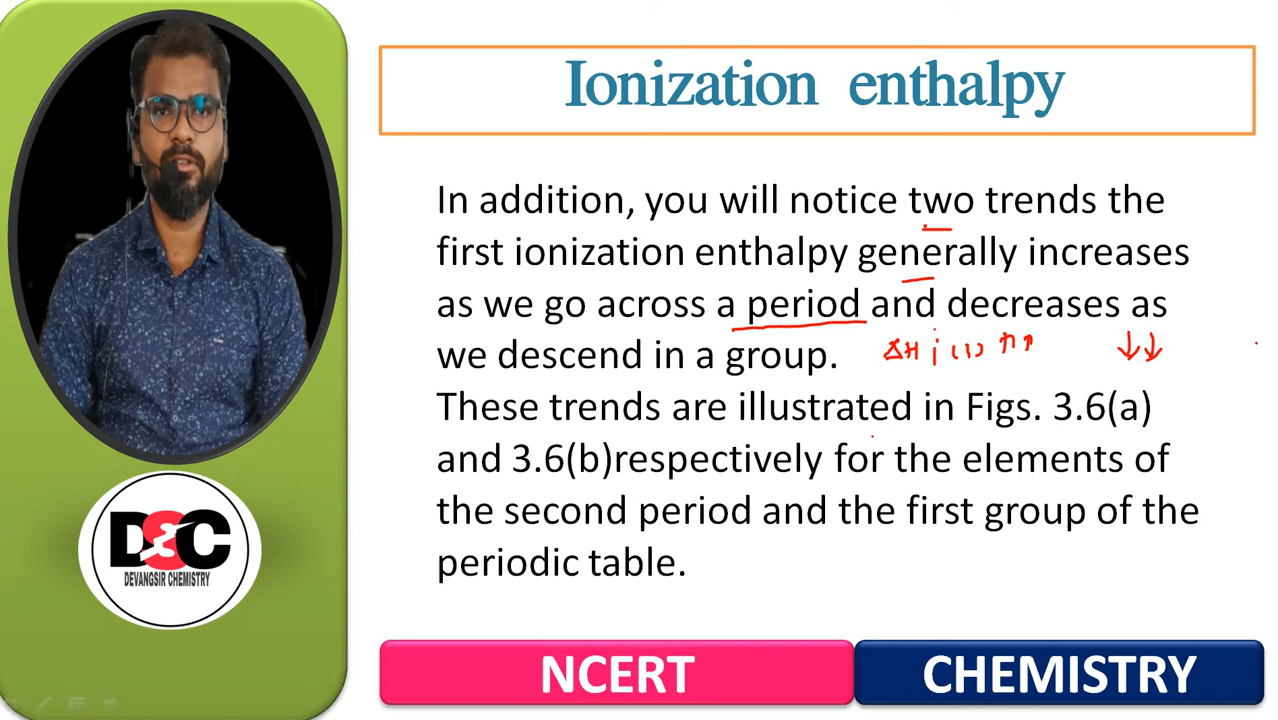 Ionization enthalpy
In addition, you will notice two trends the
first ionization enthalpy generally increases
as we go across a period and decreases as
we descend in a group. ΔH i (1) ↑↑ ↓↓
These trends are illustrated in Figs. 3.6(a)
and 3.6(b)respectively for the elements of
the second period and the first group of the
periodic table.
DEC
DEVANGSIR CHEMISTRY
NCERT
CHEMISTRY